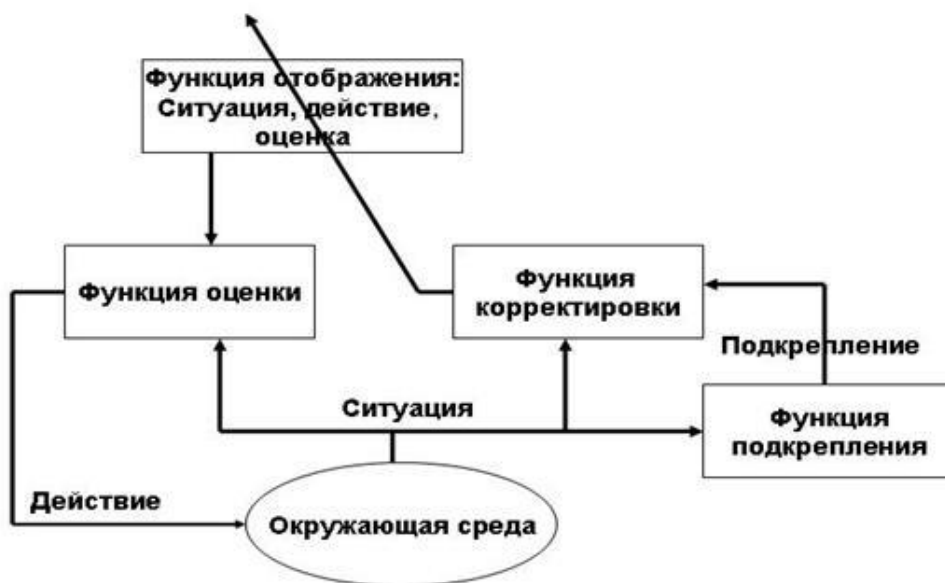 Функция отображения:
Ситуация, действие,
оценка
Функция оценки
Функция
корректировки
Подкрепление
Ситуация
Функция
подкрепления
Действие
Окружающая среда